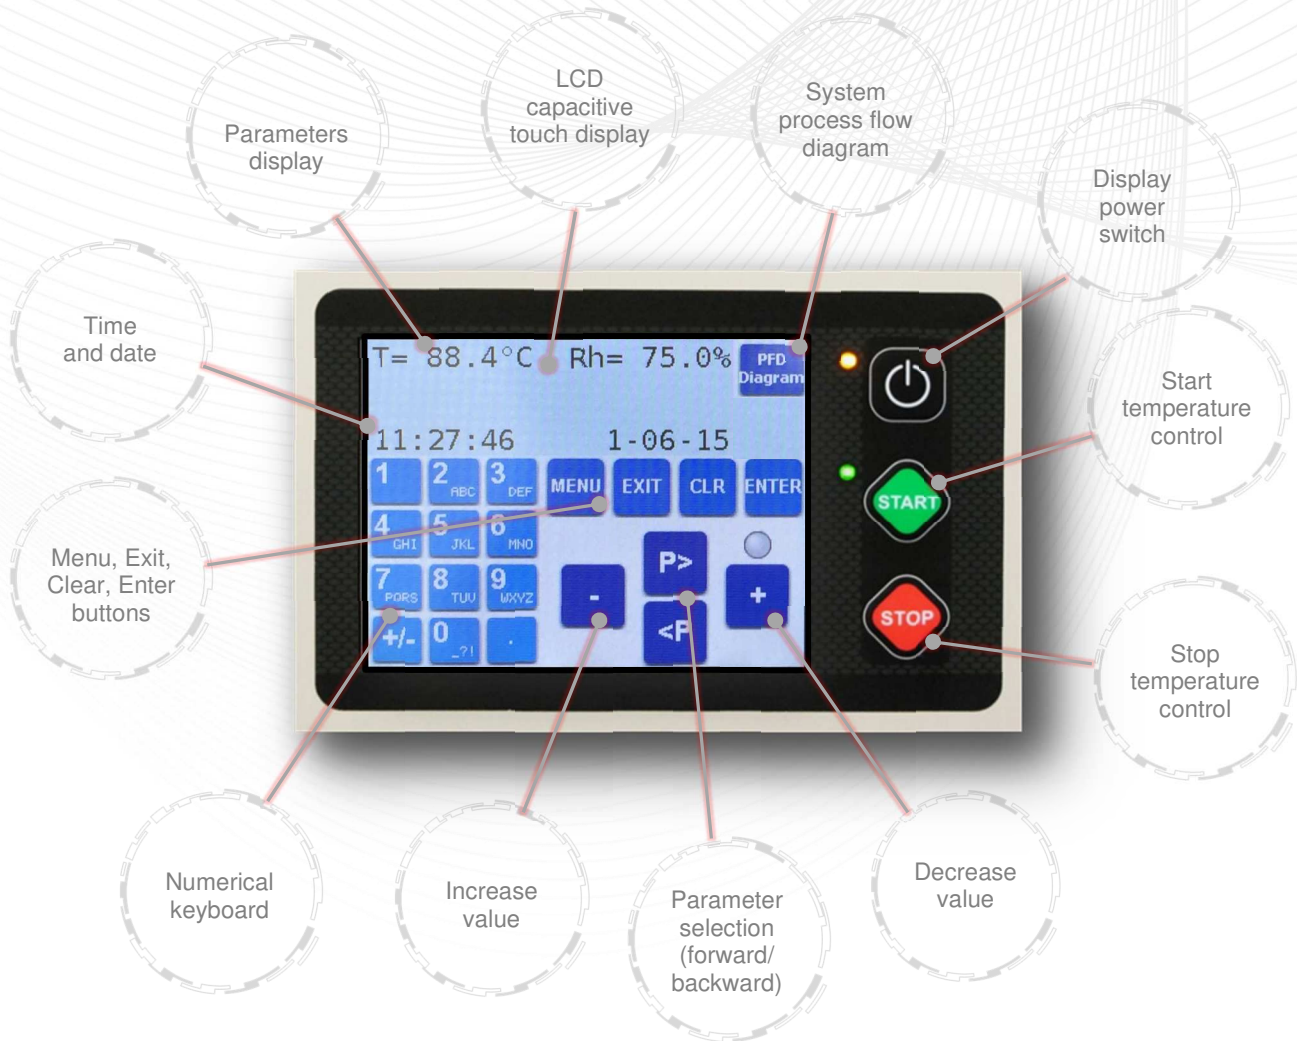 LCD
capacitive
touch display
System
process flow
diagram
Parameters
display
Display
power
switch
Time
and date
T= 88.4°C Rh= 75.0%
PFD
Diagram
11:27:46 1-06-15
Start
temperature
control
1 2 ABC 3 DEF MENU EXIT CLR ENTER
START
4 GHI 5 JKL 6 MNO
P>
Menu, Exit,
Clear, Enter
buttons
7 PQRS 8 TUV 9 WXYZ - +
STOP
+/- 0 _?! . <P
Stop
temperature
control
Numerical
keyboard
Increase
value
Parameter
selection
(forward/
backward)
Decrease
value